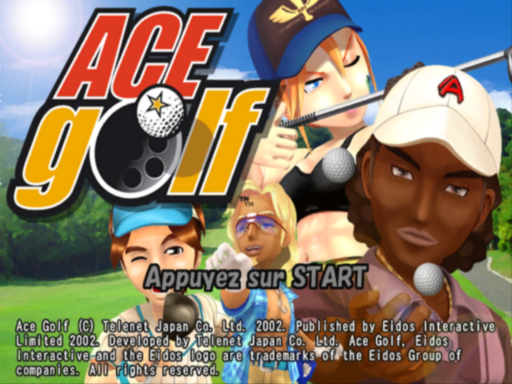 ACE
golf
TM
A
Appuyez sur START
Ace Golf (C) Telenet Japan Co. Ltd. 2002. Published by Eidos Interactive
Limited 2002. Developed by Telenet Japan Co. Ltd. Ace Golf, Eidos
Interactive and the Eidos logo are trademarks of the Eidos Group of
companies. All rights reserved.